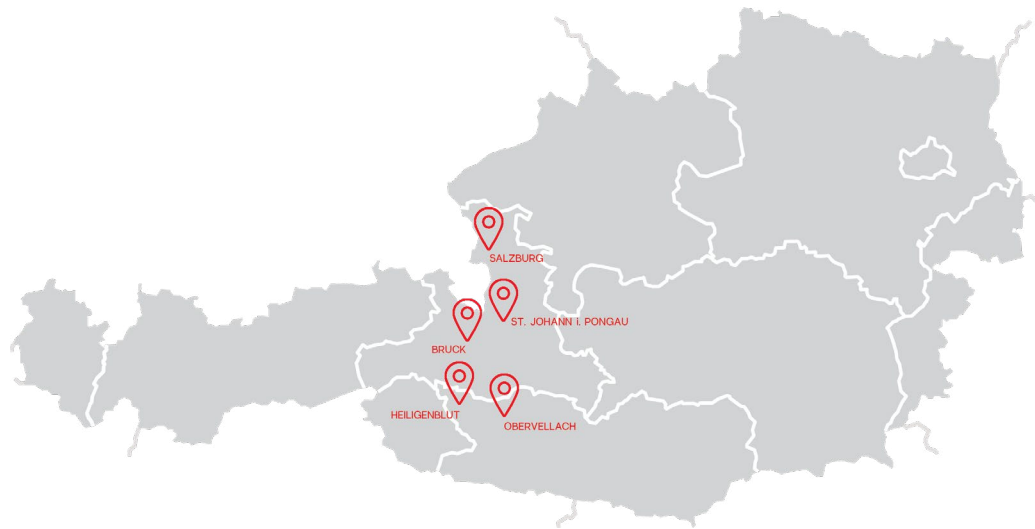 SALZBURG
ST. JOHANN i. PONGAU
BRUCK
HEILIGENBLUT
OBERVELLACH